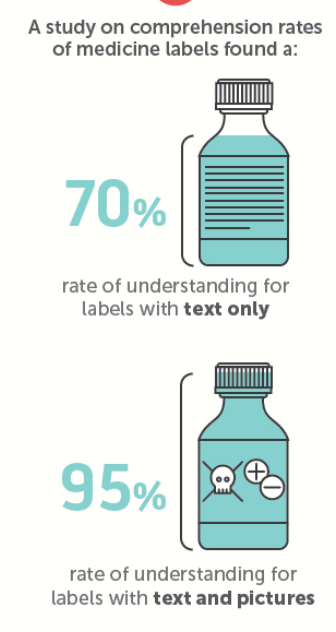 A study on comprehension rates
of medicine labels found a:
70%
rate of understanding for
labels with text only
95%
rate of understanding for
labels with text and pictures